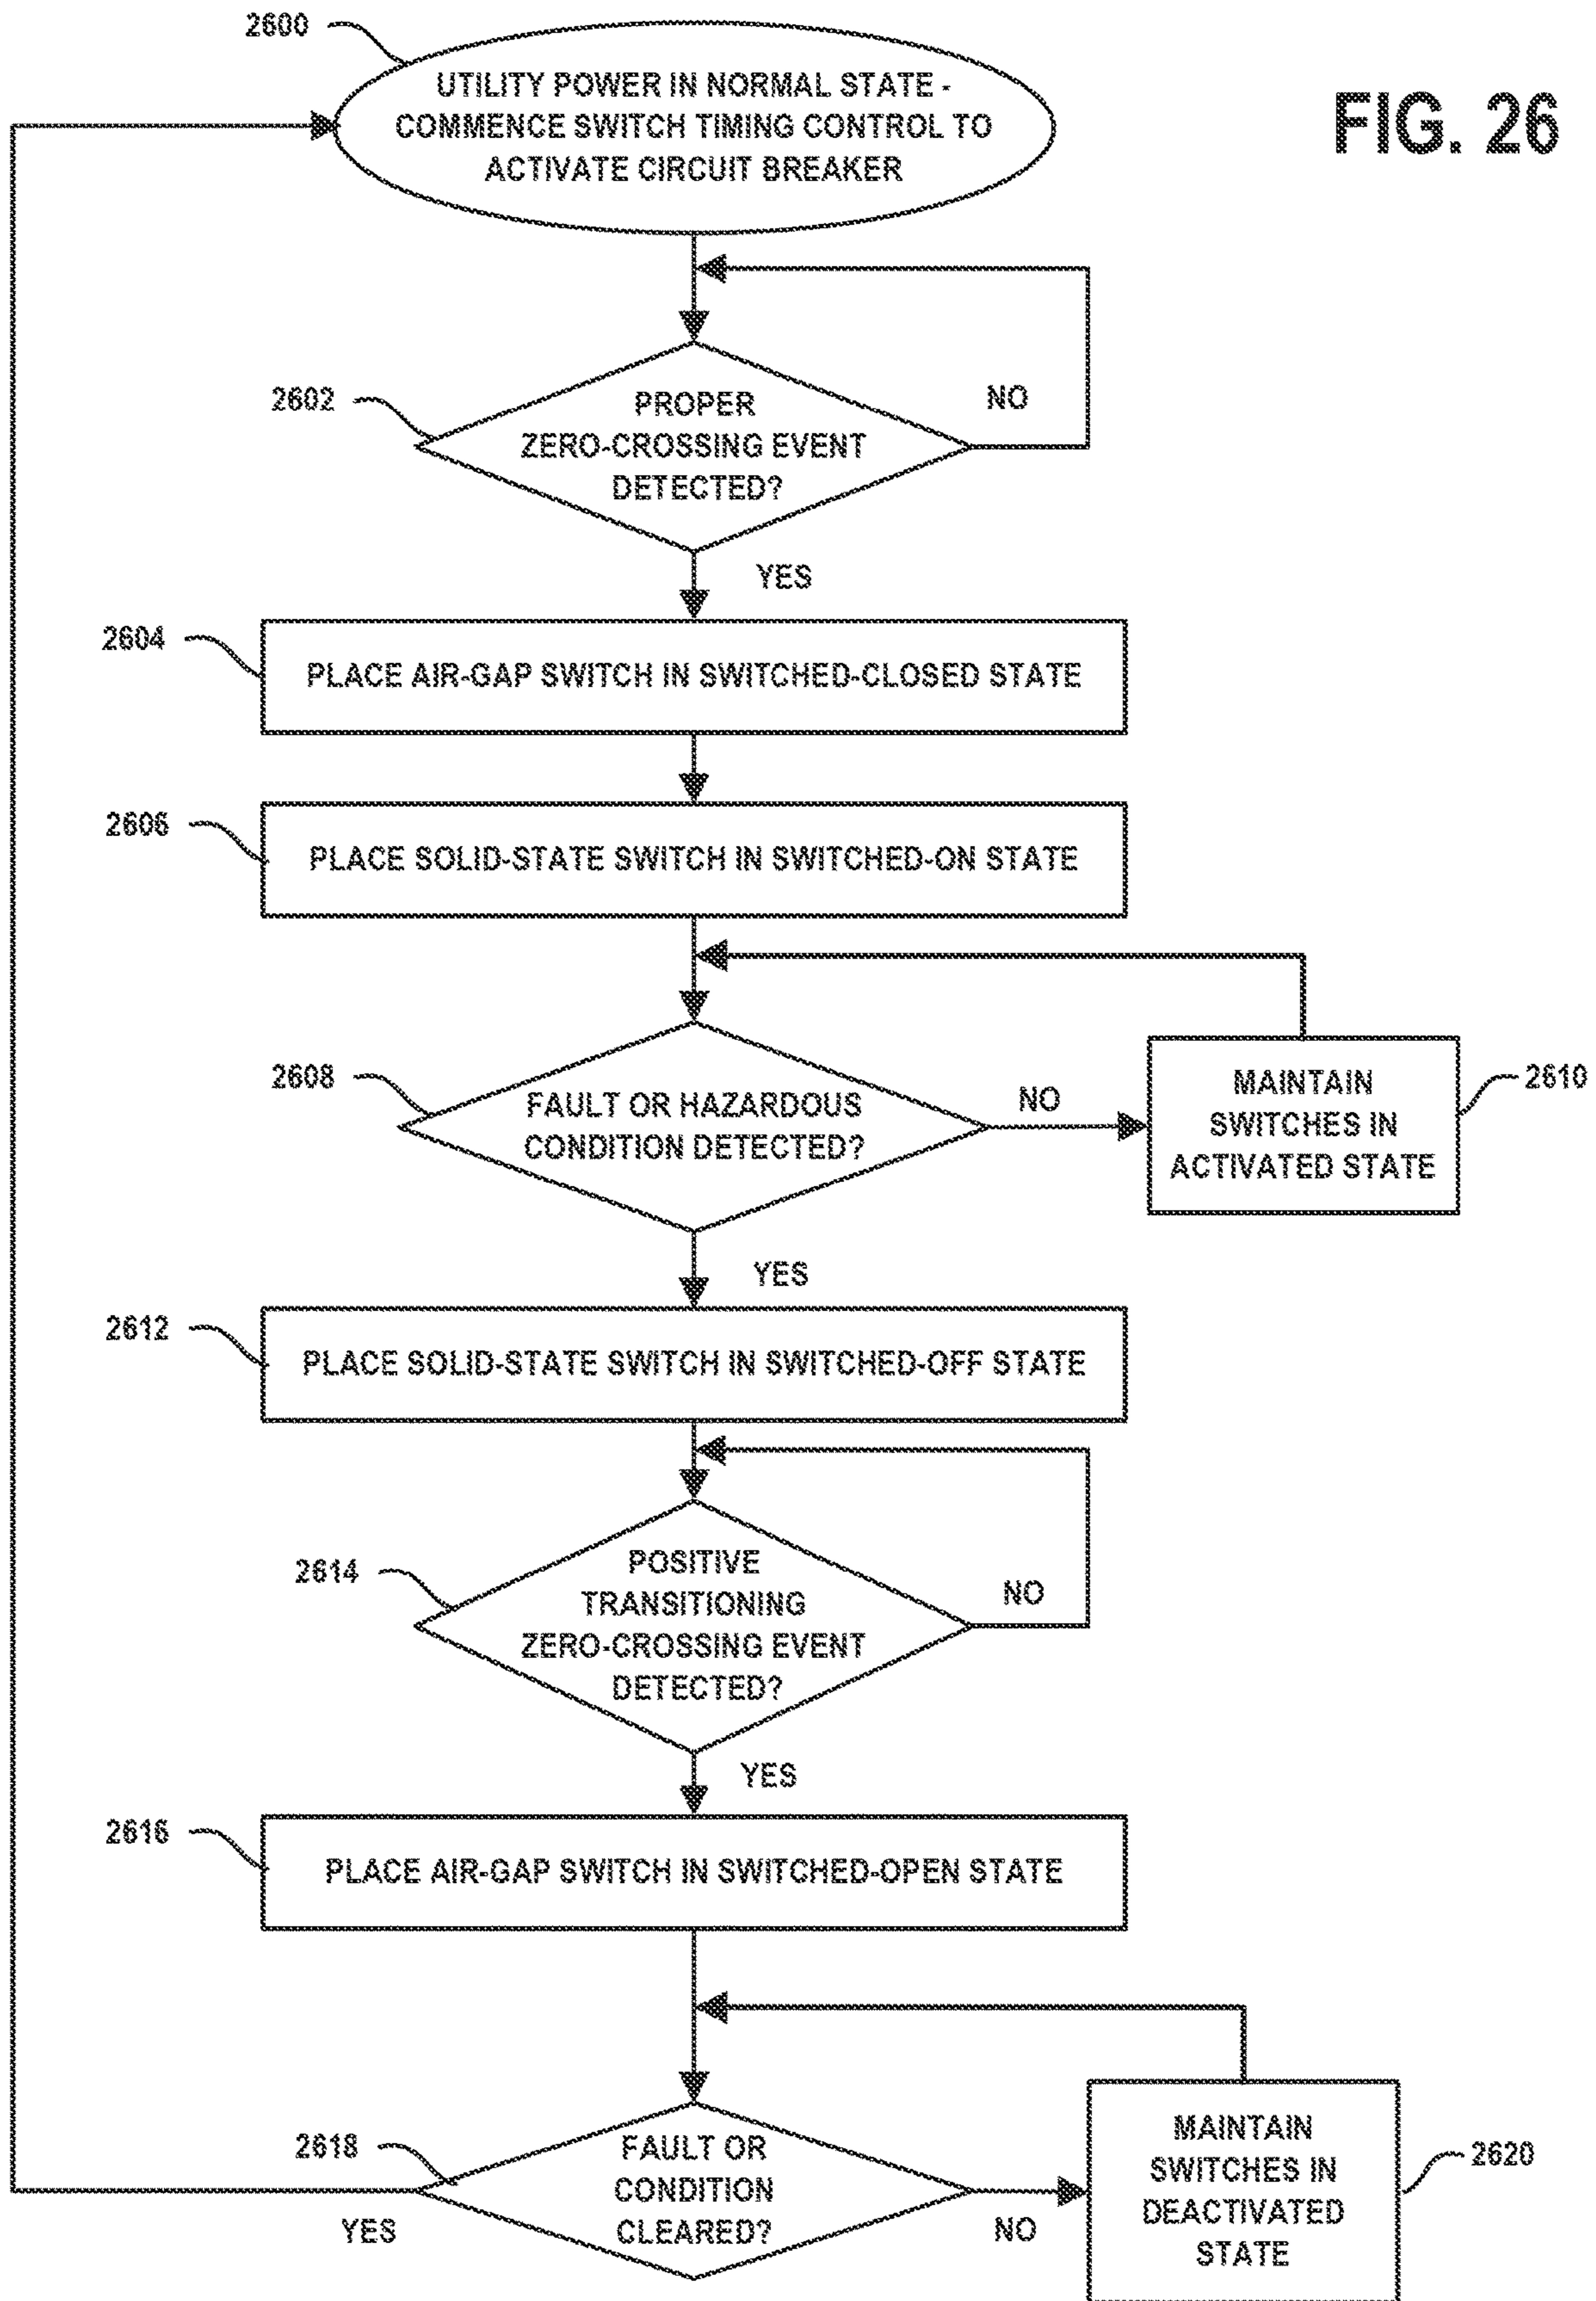 2600
UTILITY POWER IN NORMAL STATE -
COMMENCE SWITCH TIMING CONTROL TO
ACTIVATE CIRCUIT BREAKER
FIG. 26
2602
PROPER
ZERO-CROSSING EVENT
DETECTED?
NO
YES
2604
PLACE AIR-GAP SWITCH IN SWITCHED-CLOSED STATE
2606
PLACE SOLID-STATE SWITCH IN SWITCHED-ON STATE
2608
FAULT OR HAZARDOUS
CONDITION DETECTED?
NO
MAINTAIN
SWITCHES IN
ACTIVATED STATE
2610
YES
2612
PLACE SOLID-STATE SWITCH IN SWITCHED-OFF STATE
2614
POSITIVE
TRANSITIONING
ZERO-CROSSING EVENT
DETECTED?
NO
YES
2616
PLACE AIR-GAP SWITCH IN SWITCHED-OPEN STATE
2618
FAULT OR
CONDITION
CLEARED?
YES
NO
MAINTAIN
SWITCHES IN
DEACTIVATED
STATE
2620